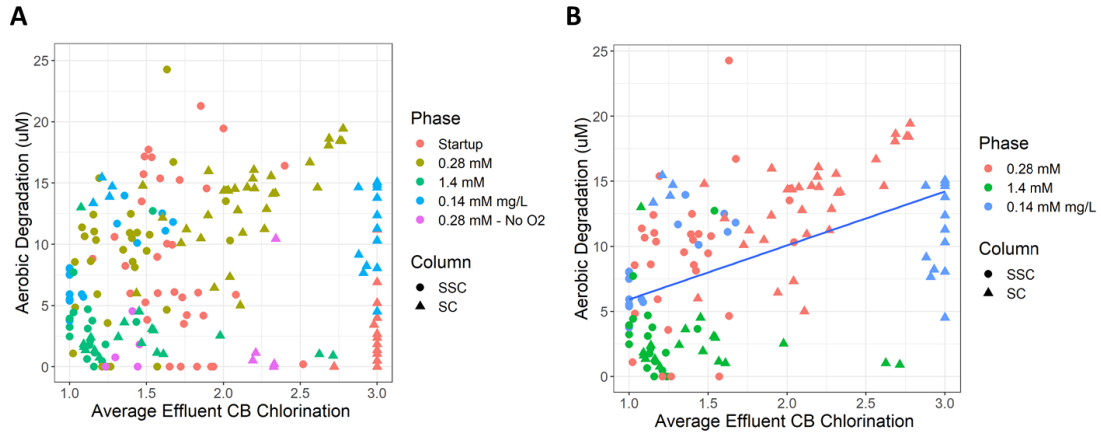 A
Aerobic Degradation (uM)
25
20
15
10
5
0
1.0 1.5 2.0 2.5 3.0
Average Effluent CB Chlorination
Phase
Startup
0.28 mM
1.4 mM
0.14 mM mg/L
0.28 mM - No O2
Column
SSC
SC
B
Aerobic Degradation (uM)
25
20
15
10
5
0
1.0 1.5 2.0 2.5 3.0
Average Effluent CB Chlorination
Phase
0.28 mM
1.4 mM
0.14 mM mg/L
Column
SSC
SC